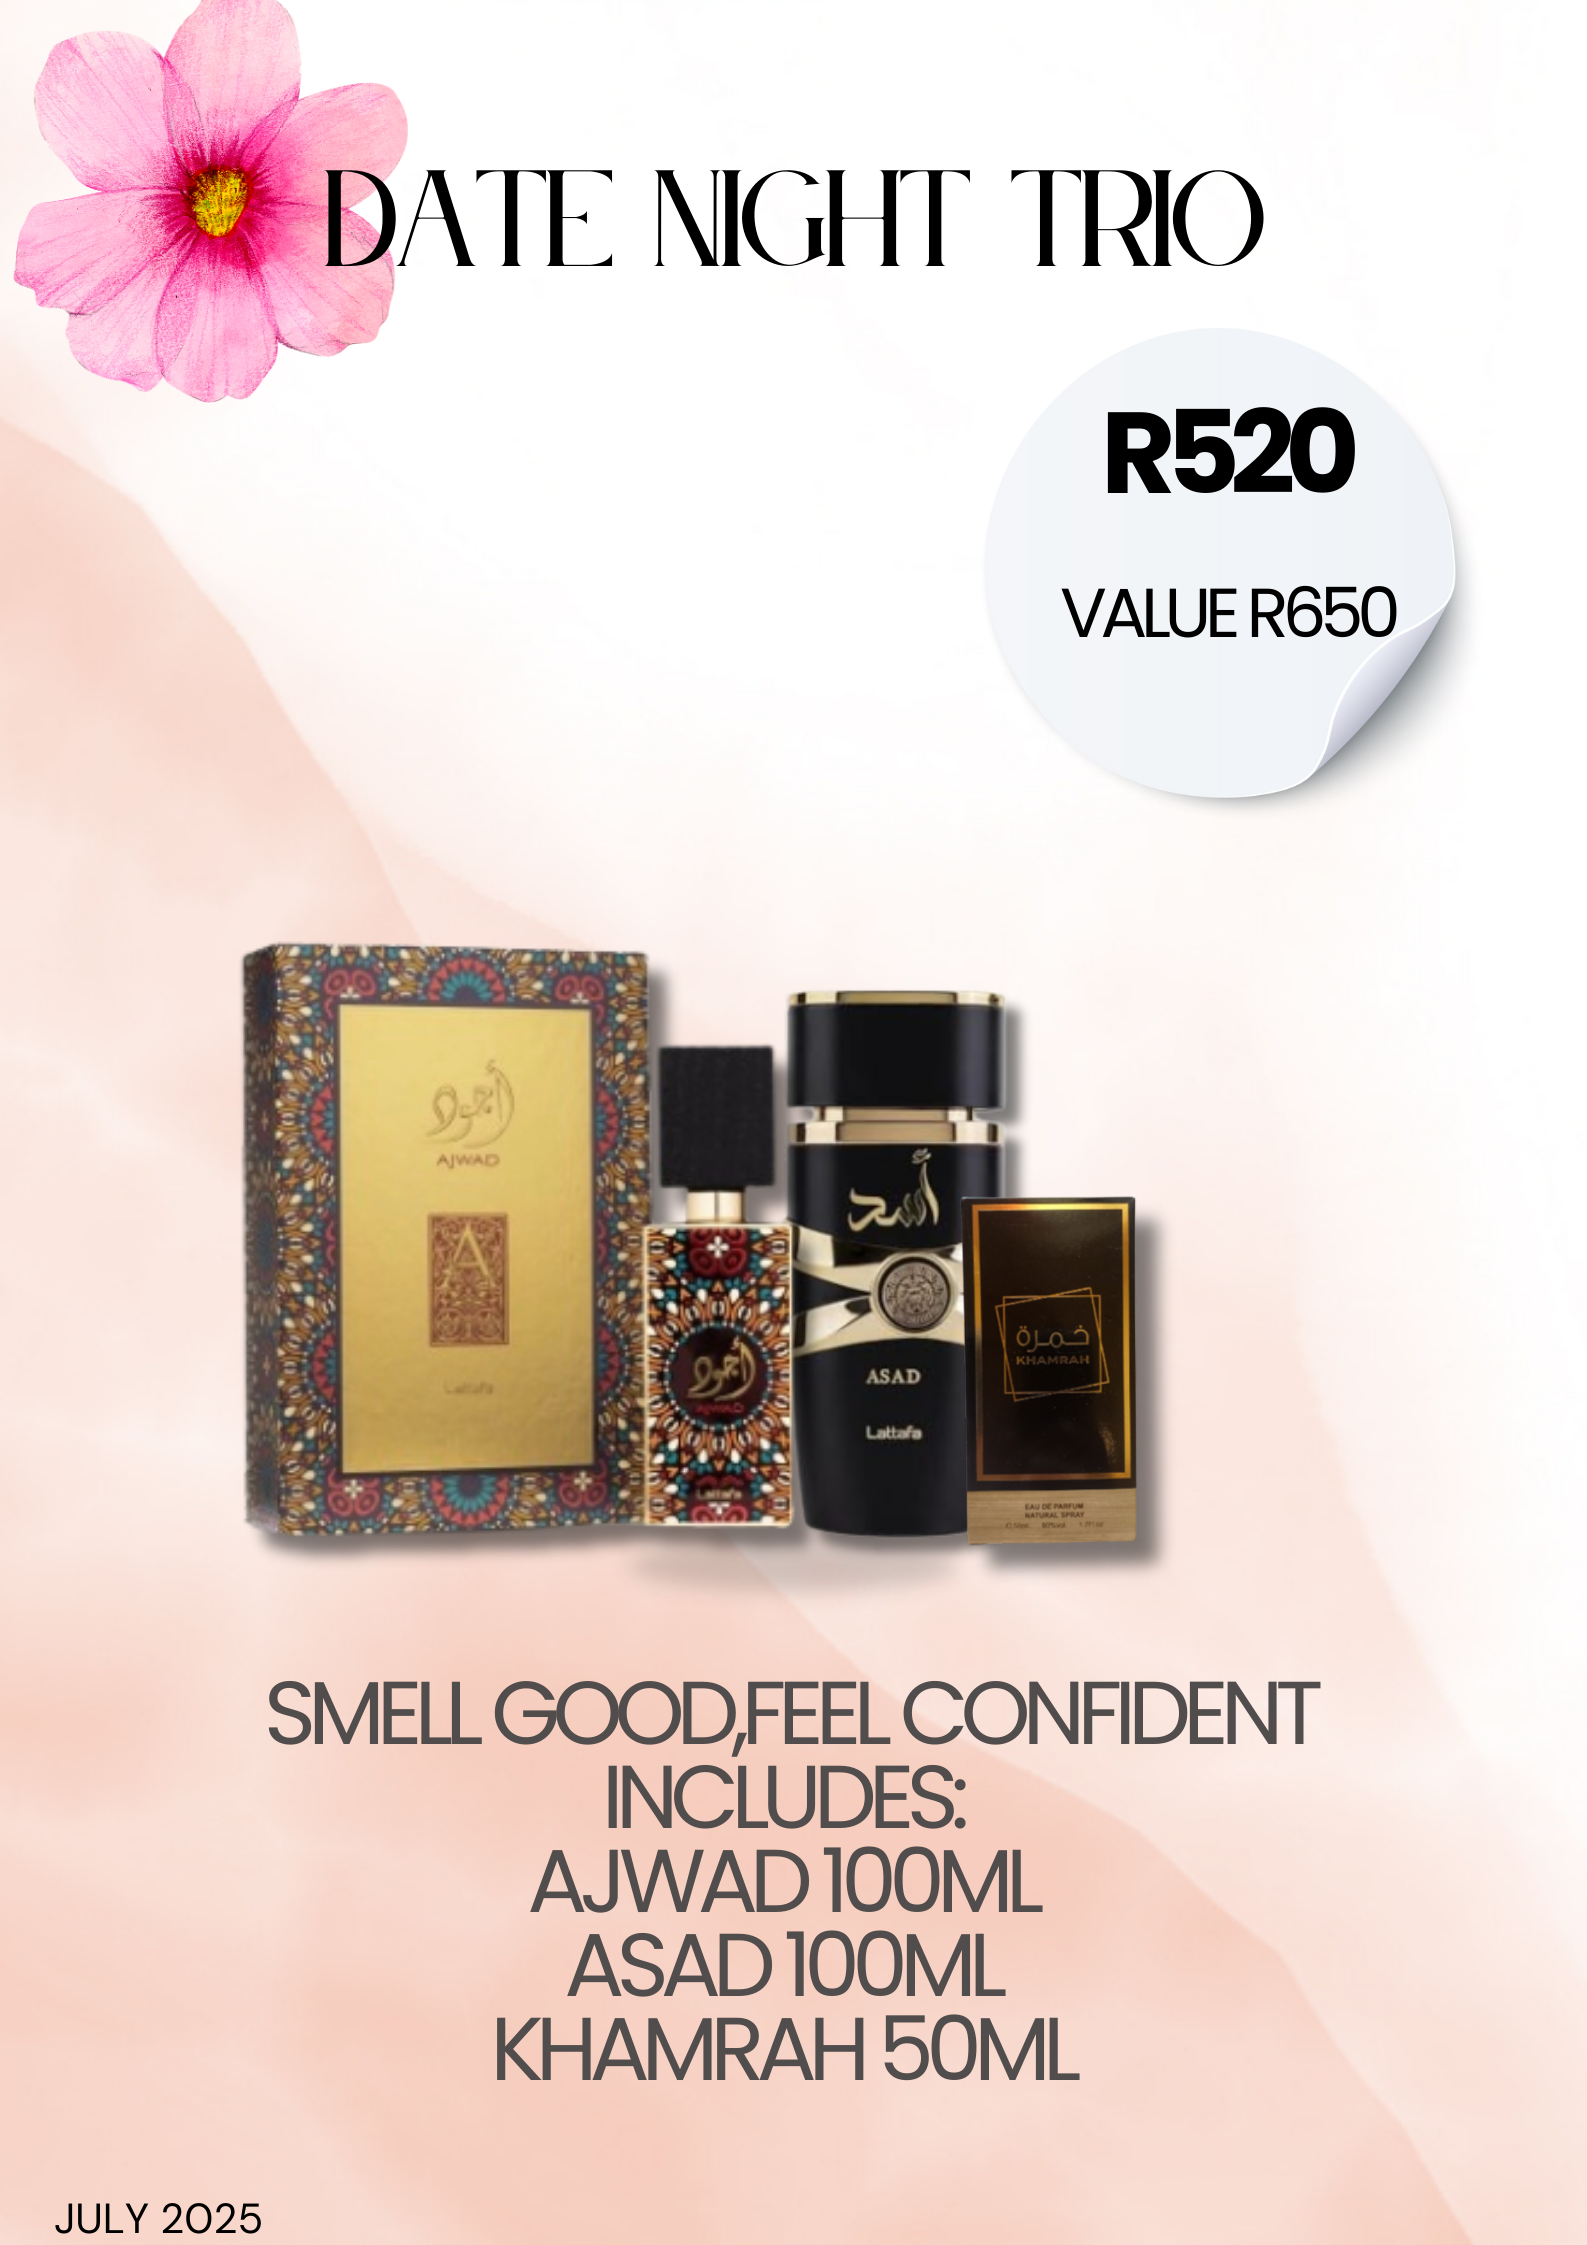 DATE NIGHT TRIO
R520
VALUE R650
أجود
AJWAD
A
Lattafa
أجود
AJWAD
Lattafa
أسد
ASAD
Lattafa
خمرة
KHAMRAH
EAU DE PARFUM
NATURAL SPRAY
SMELL GOOD,FEEL CONFIDENT
INCLUDES:
AJWAD 100ML
ASAD 100ML
KHAMRAH 50ML
JULY 2025